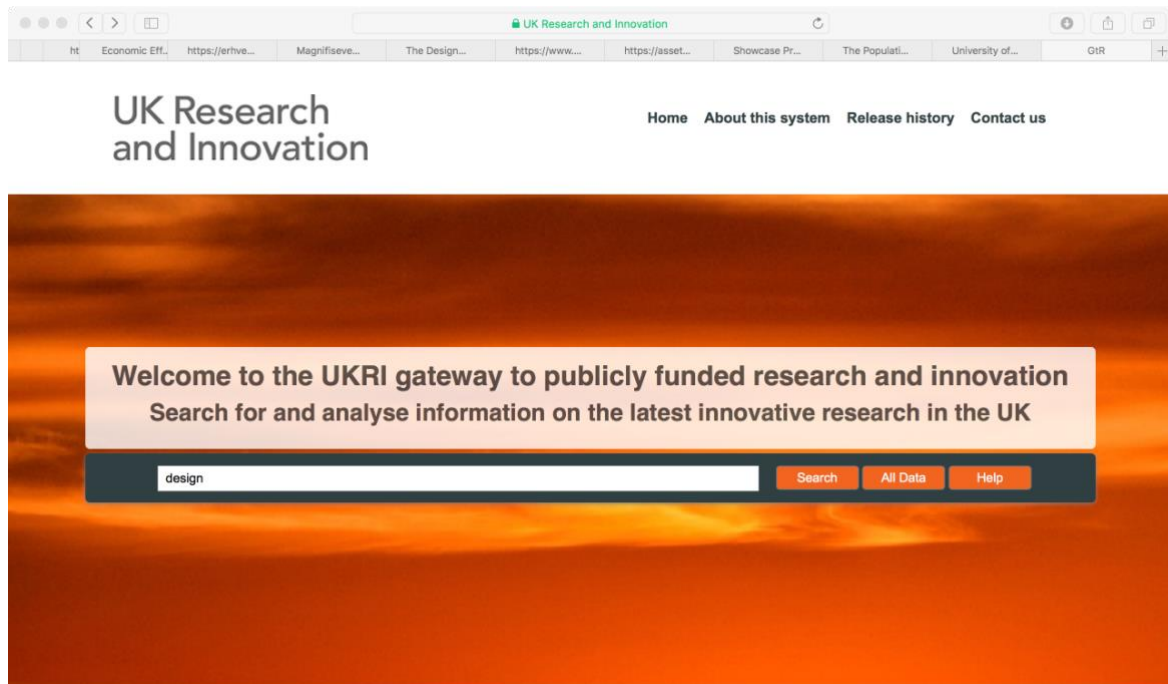 UK Research and Innovation
ht
Economic Eff..
https://erhve...
Magnifiseve...
The Design...
https://www....
https://asset...
Showcase Pr...
The Populati...
University of...
GtR
UK Research
and Innovation
Home About this system Release history Contact us
Welcome to the UKRI gateway to publicly funded research and innovation
Search for and analyse information on the latest innovative research in the UK
design
Search
All Data
Help